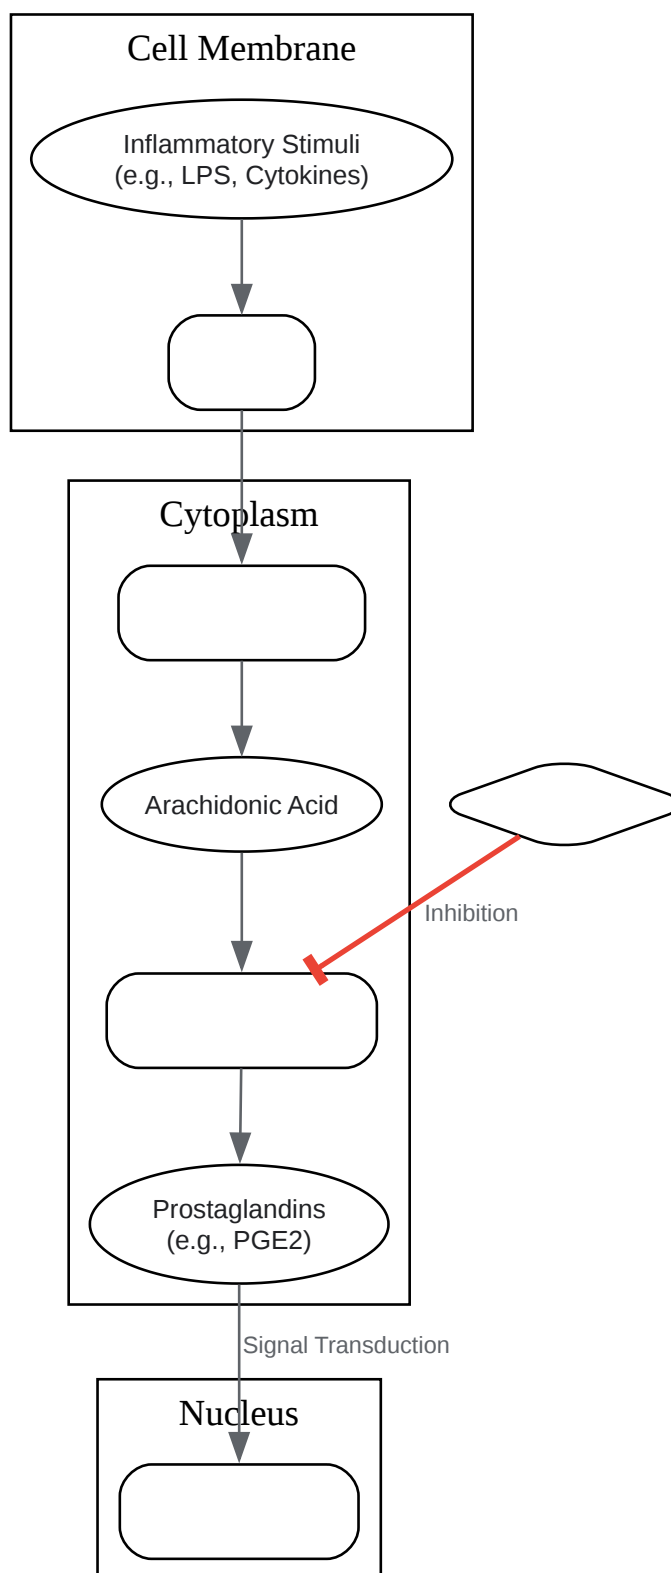 Cell Membrane
Inflammatory Stimuli
(e.g., LPS, Cytokines)
Cytoplasm
Arachidonic Acid
Inhibition
Prostaglandins
(e.g., PGE2)
Signal Transduction
Nucleus